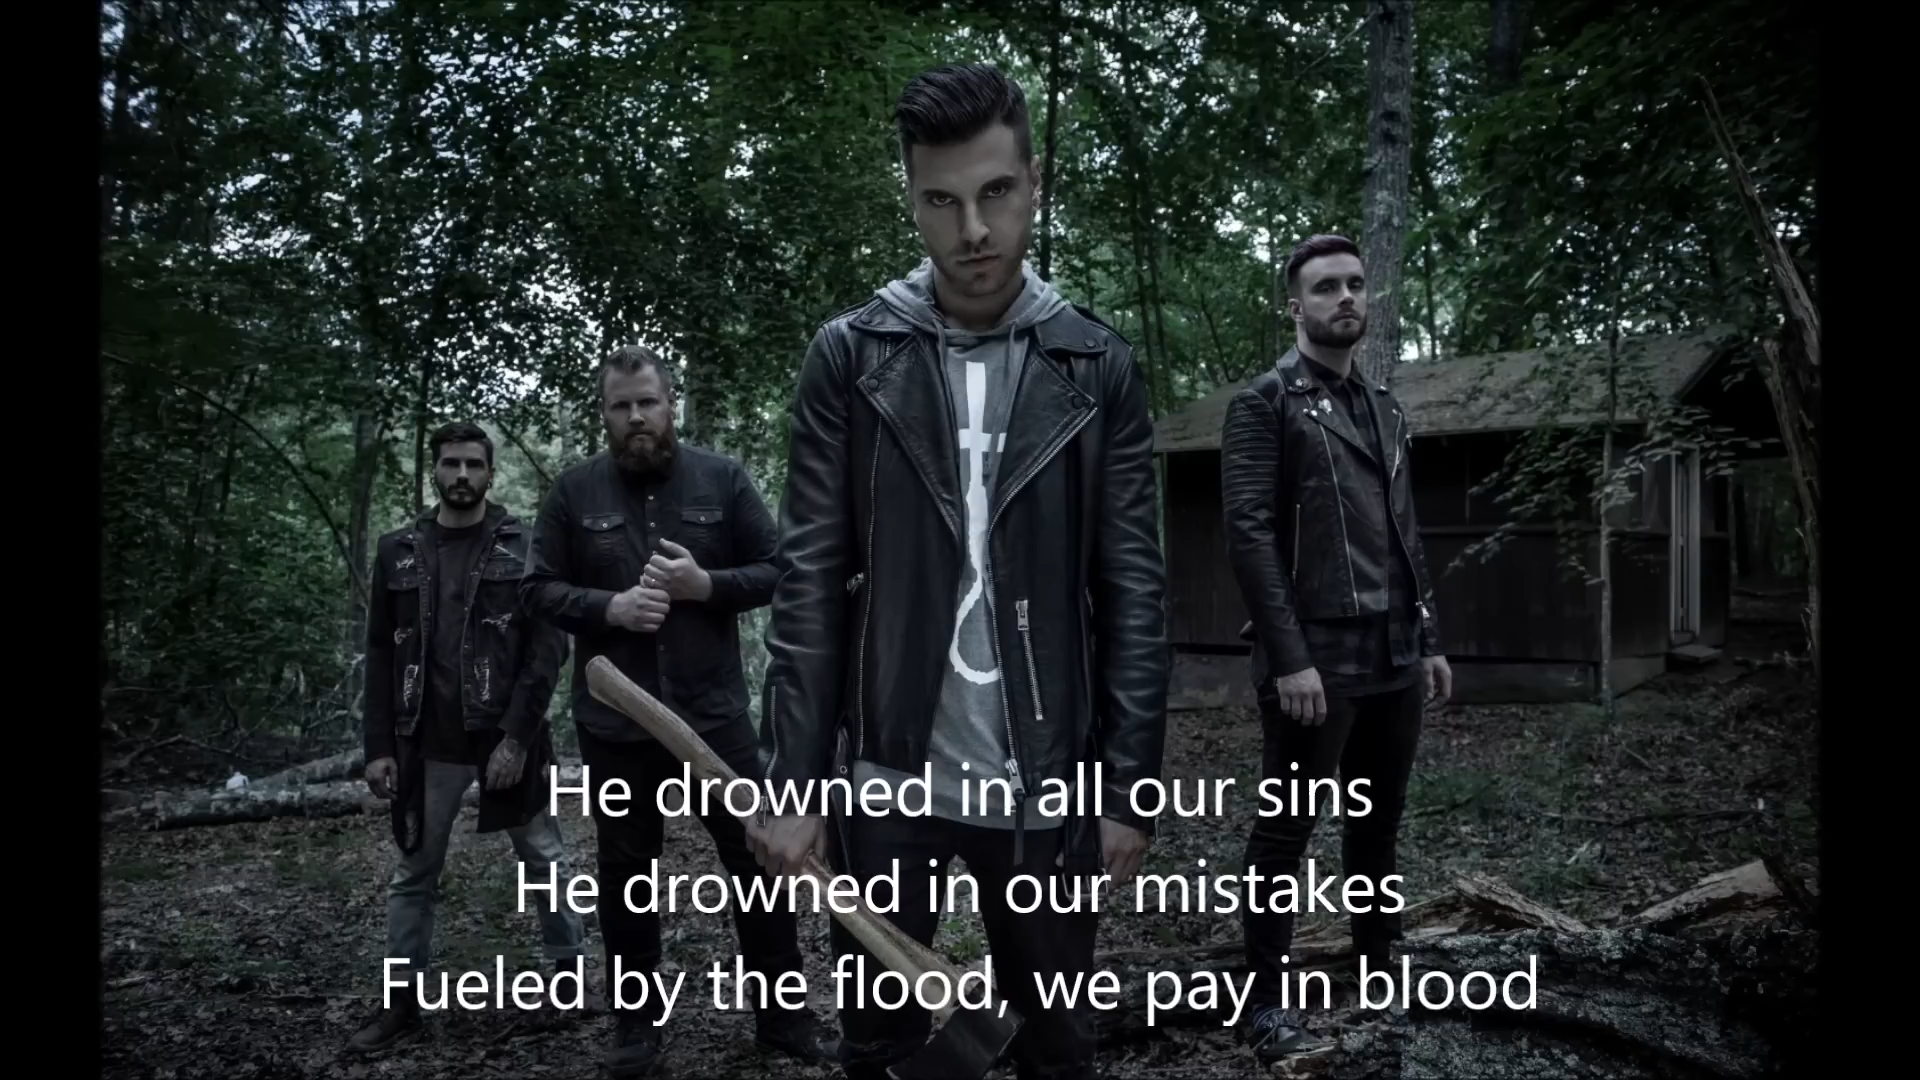 He drowned in all our sins
He drowned in our mistakes
Fueled by the flood, we pay in blood